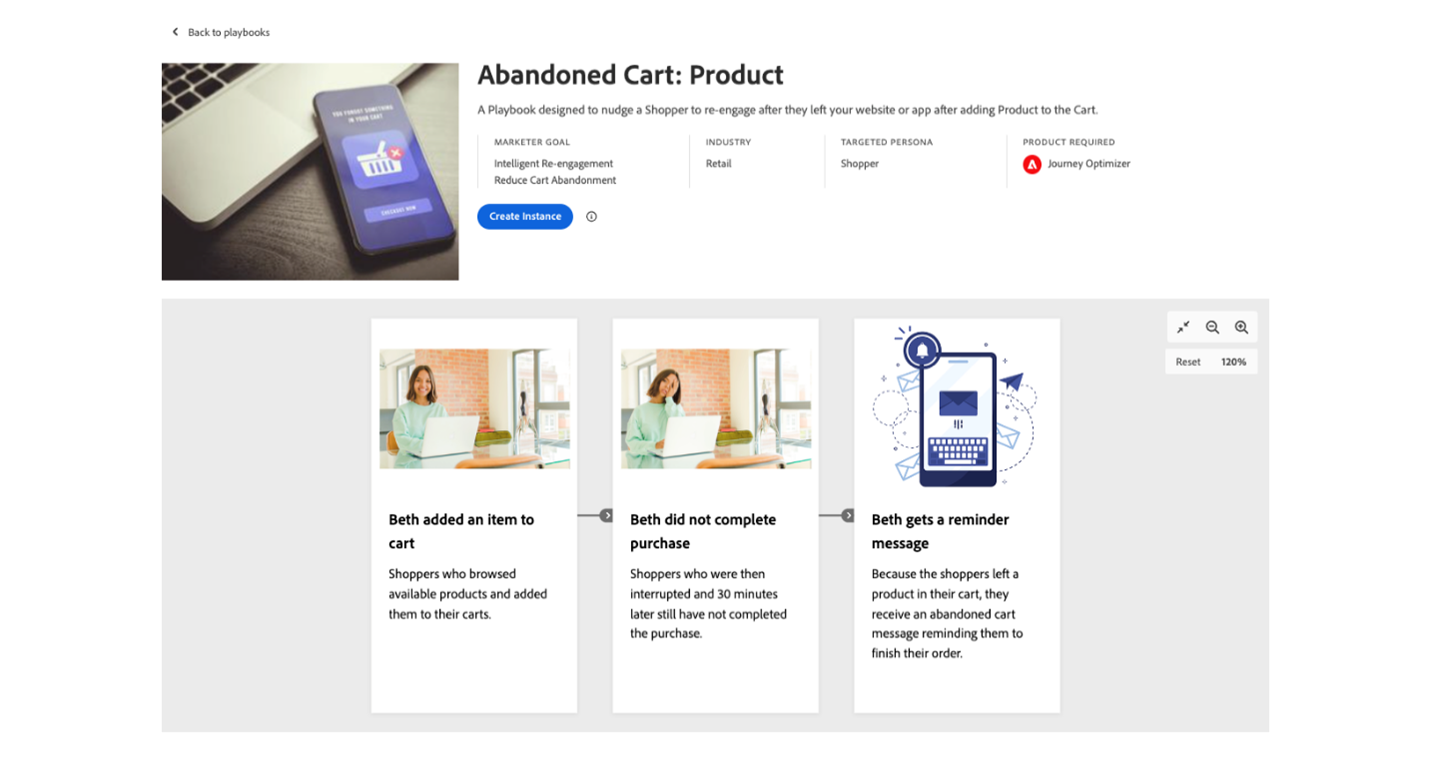 Back to playbooks
YOU FORGOT SOMETHING
IN YOUR CART
CHECKOUT NOW
Abandoned Cart: Product
A Playbook designed to nudge a Shopper to re-engage after they left your website or app after adding Product to the Cart.
MARKETER GOAL
Intelligent Re-engagement
Reduce Cart Abandonment
INDUSTRY
Retail
TARGETED PERSONA
Shopper
PRODUCT REQUIRED
Journey Optimizer
Create Instance
Reset 120%
Beth added an item to
cart
Shoppers who browsed
available products and added
them to their carts.
Beth did not complete
purchase
Shoppers who were then
interrupted and 30 minutes
later still have not completed
the purchase.
Beth gets a reminder
message
Because the shoppers left a
product in their cart, they
receive an abandoned cart
message reminding them to
finish their order.